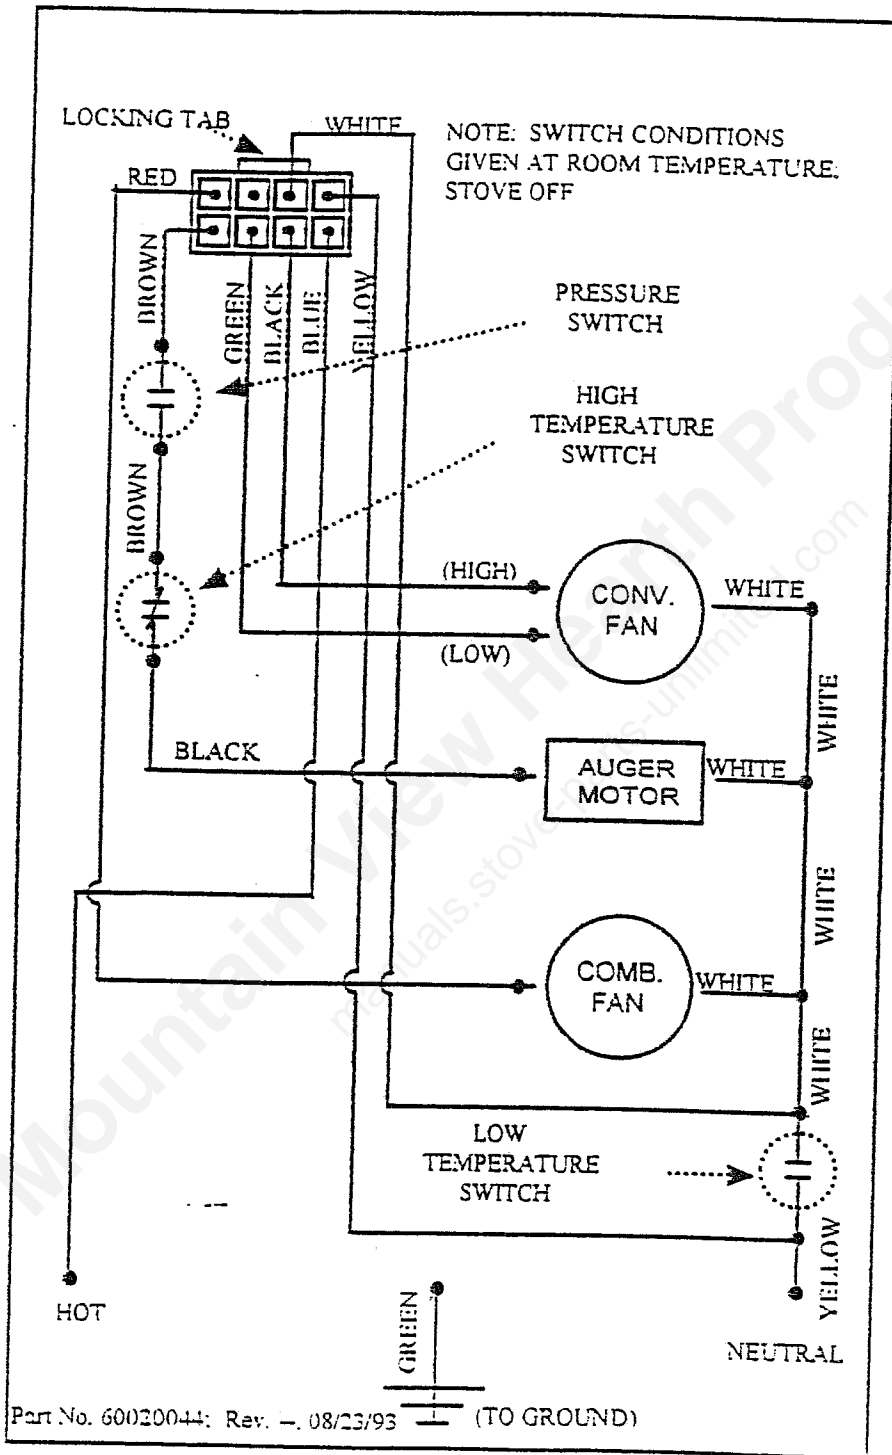 LOCKING TAB
WHITE
NOTE: SWITCH CONDITIONS
GIVEN AT ROOM TEMPERATURE;
STOVE OFF
RED
BROWN
GREEN
BLACK
BLUE
YELLOW
PRESSURE
SWITCH
HIGH
TEMPERATURE
SWITCH
BROWN
(HIGH)
CONV.
FAN
WHITE
(LOW)
WHITE
BLACK
AUGER
MOTOR
WHITE
WHITE
COMB.
FAN
WHITE
WHITE
LOW
TEMPERATURE
SWITCH
YELLOW
HOT
GREEN
NEUTRAL
Part No. 60020044; Rev. –. 08/23/93
(TO GROUND)
Mountain View Hearth Produ
manuals.stove-parts-unlimited.com